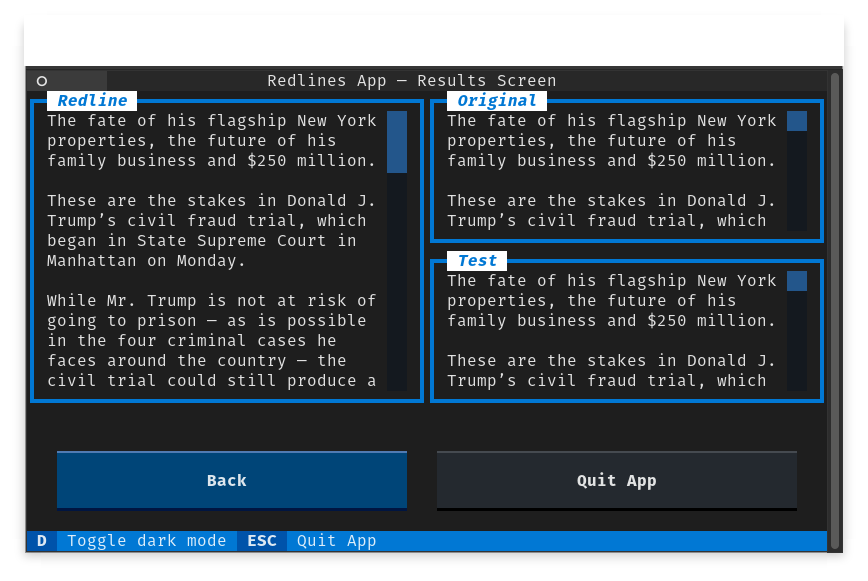 Redlines App — Results Screen
Redline
The fate of his flagship New York
properties, the future of his
family business and $250 million.
These are the stakes in Donald J.
Trump’s civil fraud trial, which
began in State Supreme Court in
Manhattan on Monday.
While Mr. Trump is not at risk of
going to prison — as is possible
in the four criminal cases he
faces around the country — the
civil trial could still produce a
Original
The fate of his flagship New York
properties, the future of his
family business and $250 million.
These are the stakes in Donald J.
Trump’s civil fraud trial, which
Test
The fate of his flagship New York
properties, the future of his
family business and $250 million.
These are the stakes in Donald J.
Trump’s civil fraud trial, which
Back
Quit App
D Toggle dark mode ESC Quit App